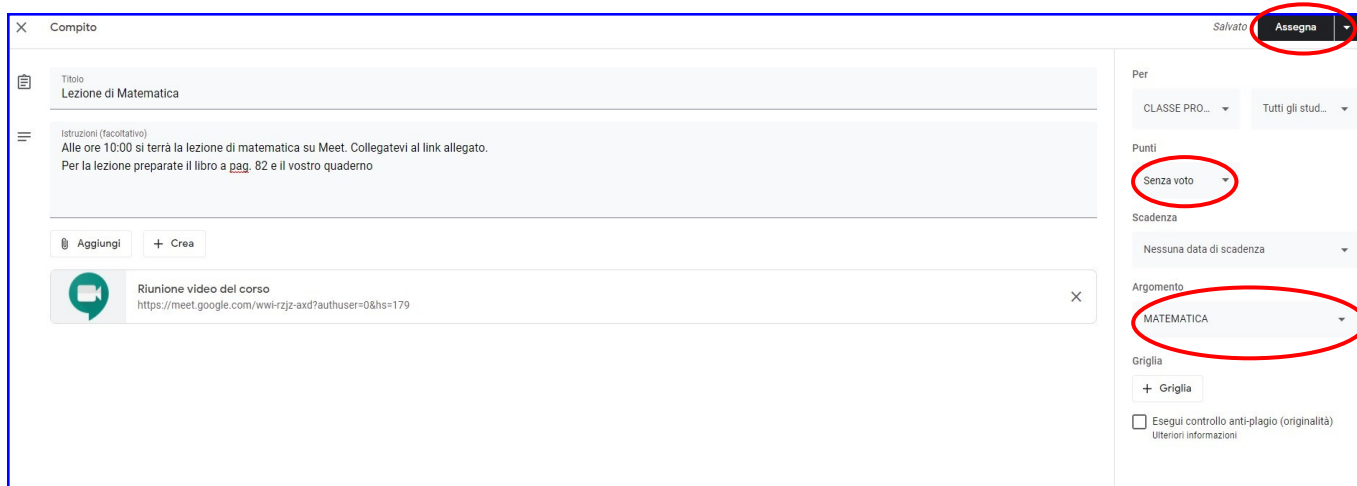 Compito
Salvato
Assegna
Titolo
Lezione di Matematica
Istruzioni (facoltativo)
Alle ore 10:00 si terrà la lezione di matematica su Meet. Collegatevi al link allegato.
Per la lezione preparate il libro a pag. 82 e il vostro quaderno
Aggiungi
+ Crea
Riunione video del corso
https://meet.google.com/wwi-rzjz-axd?authuser=0&hs=179
Per
CLASSE PRO... Tutti gli stud...
Punti
Senza voto
Scadenza
Nessuna data di scadenza
Argomento
MATEMATICA
Griglia
+ Griglia
Esegui controllo anti-plagio (originalità)
Ulteriori informazioni